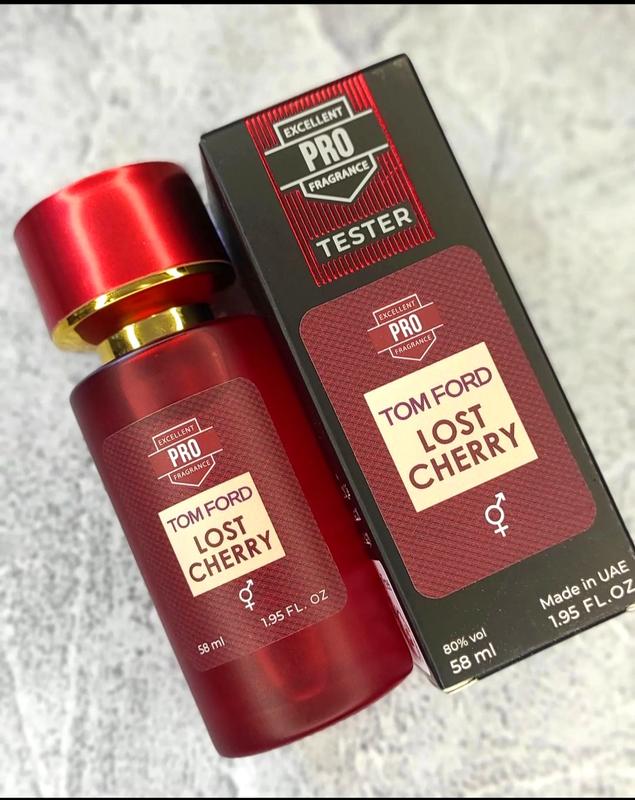 EXCELLENT
PRO
FRAGRANCE
TESTER
EXCELLENT
PRO
FRAGRANCE
TOM FORD
LOST
CHERRY
Made in UAE
80% vol
1.95 FL.OZ
58 ml
EXCELLENT
PRO
FRAGRANCE
TOM FORD
LOST
CHERRY
58 ml
1.95 FL. OZ